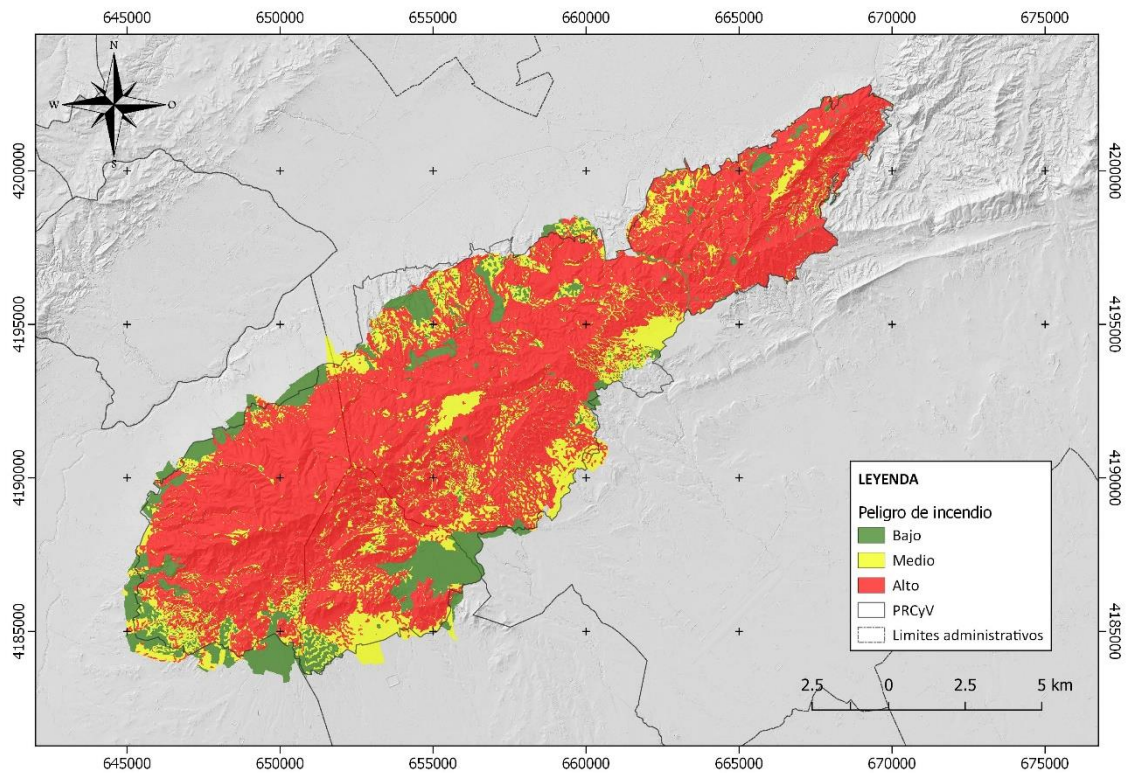 645000 650000 655000 660000 665000 670000 675000
N
W O
S
4200000 4200000
4195000 4195000
4190000 4190000
LEYENDA
Peligro de incendio
Bajo
Medio
Alto
PRCyV
Limites administrativos
4185000 4185000
2.5 0 2.5 5 km
645000 650000 655000 660000 665000 670000 675000